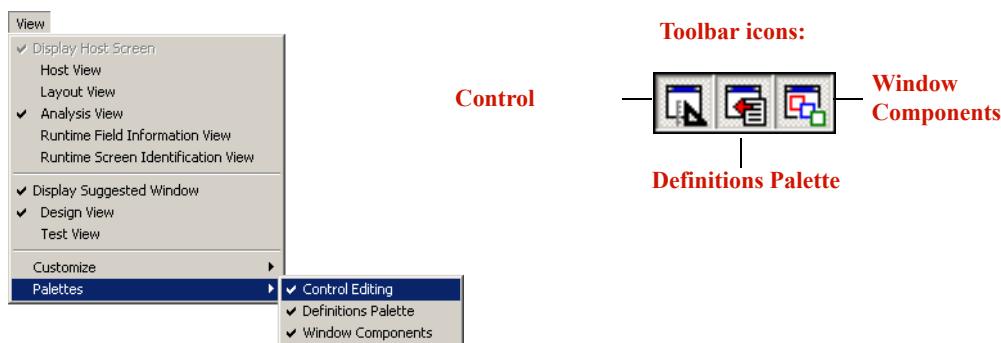 View
Display Host Screen
Host View
Layout View
Analysis View
Runtime Field Information View
Runtime Screen Identification View
Display Suggested Window
Design View
Test View
Customize
Palettes
Control Editing
Definitions Palette
Window Components
Toolbar icons:
Control
Window
Components
Definitions Palette